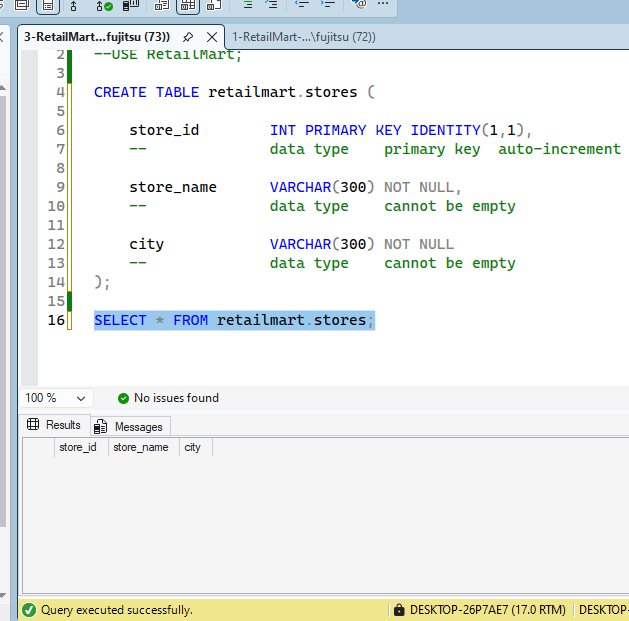 3-RetailMart...fujitsu (73))
1-RetailMart-...\fujitsu (72))
2 --USE RetailMart;
3
4 CREATE TABLE retailmart.stores (
5
6 store_id INT PRIMARY KEY IDENTITY(1,1),
7 -- data type primary key auto-increment
8
9 store_name VARCHAR(300) NOT NULL,
10 -- data type cannot be empty
11
12 city VARCHAR(300) NOT NULL
13 -- data type cannot be empty
14 );
15
16 SELECT * FROM retailmart.stores;
100 %
No issues found
Results
Messages
store_id store_name city
Query executed successfully.
DESKTOP-26P7AE7 (17.0 RTM)
DESKTOP-